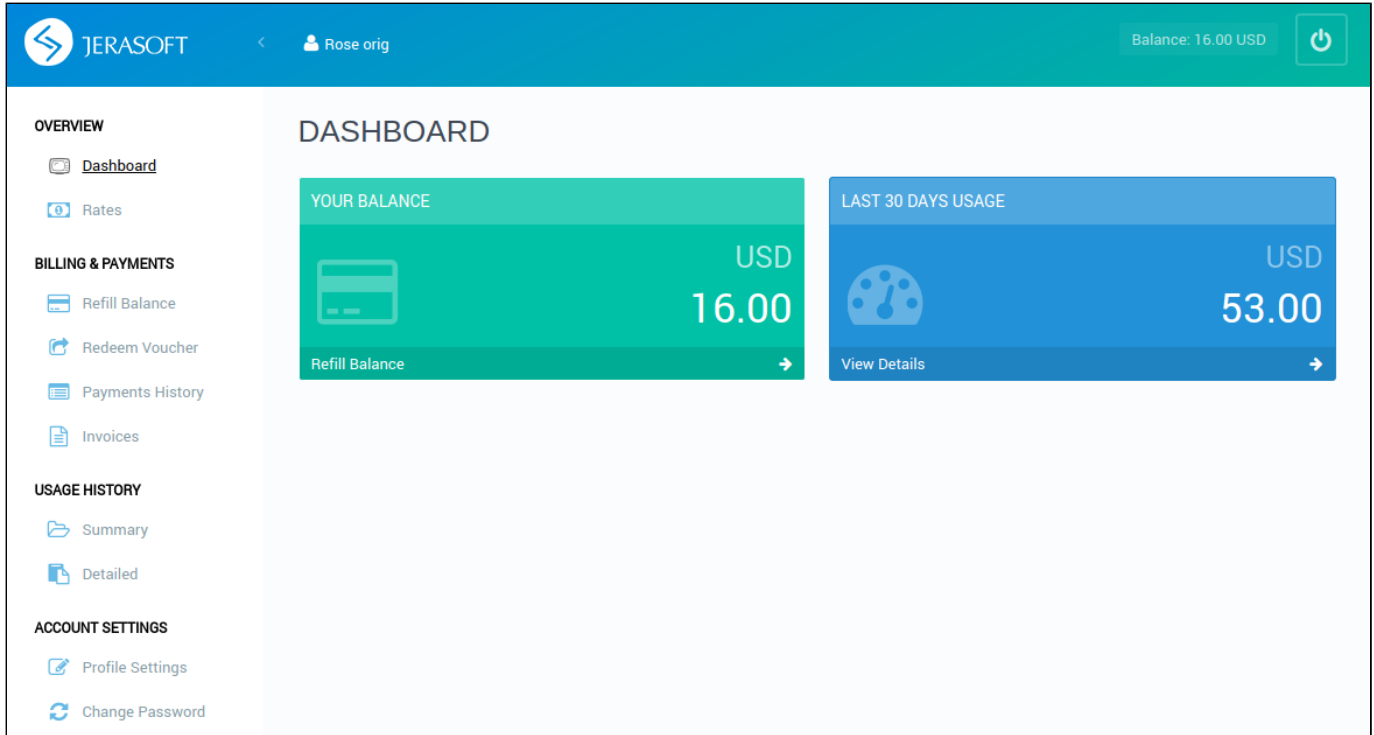 JERASOFT
Rose orig
Balance: 16.00 USD
OVERVIEW
Dashboard
Rates
BILLING & PAYMENTS
Refill Balance
Redeem Voucher
Payments History
Invoices
USAGE HISTORY
Summary
Detailed
ACCOUNT SETTINGS
Profile Settings
Change Password
DASHBOARD
YOUR BALANCE
USD
16.00
Refill Balance
LAST 30 DAYS USAGE
USD
53.00
View Details